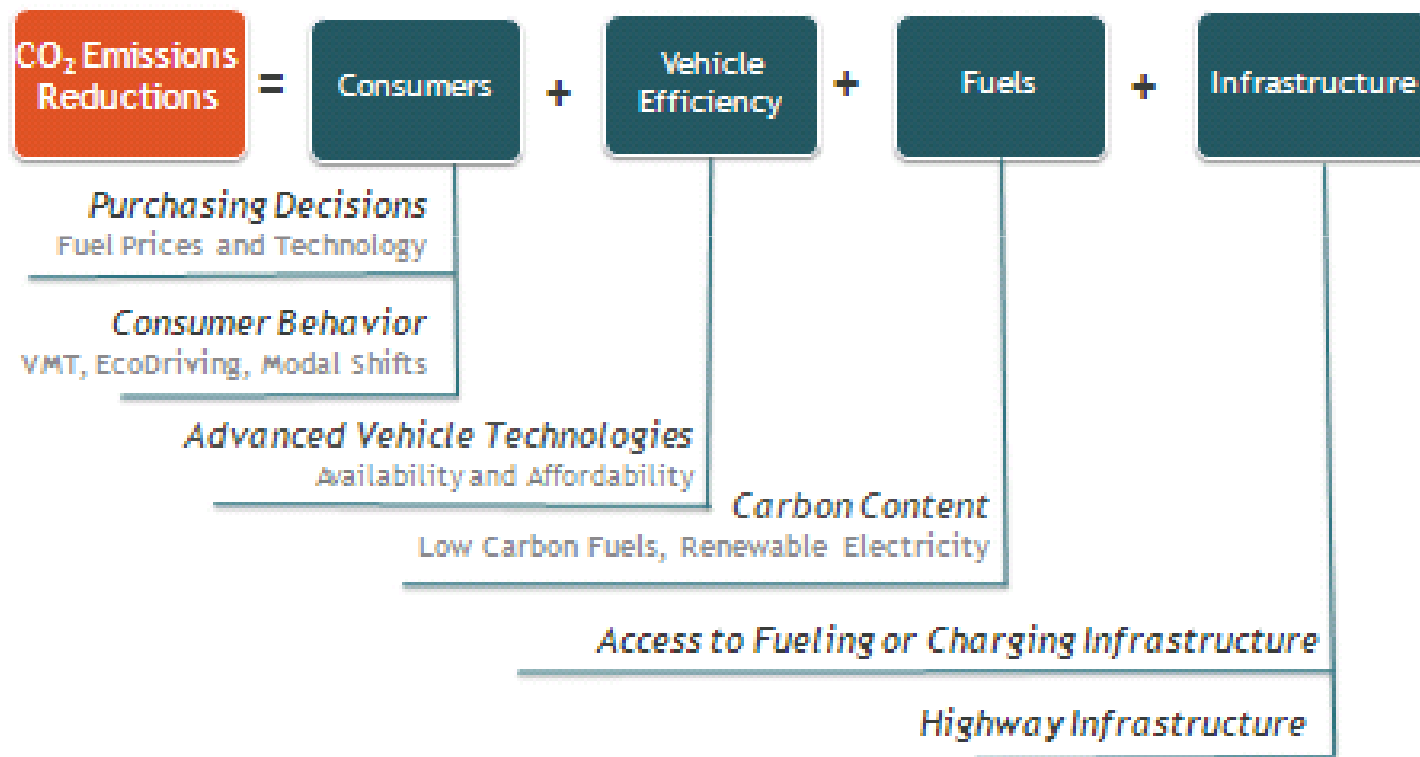 CO₂ Emissions
Reductions
=
Consumers
+
Vehicle
Efficiency
+
Fuels
+
Infrastructure
Purchasing Decisions
Fuel Prices and Technology
Consumer Behavior
VMT, EcoDriving, Modal Shifts
Advanced Vehicle Technologies
Availability and Affordability
Carbon Content
Low Carbon Fuels, Renewable Electricity
Access to Fueling or Charging Infrastructure
Highway Infrastructure